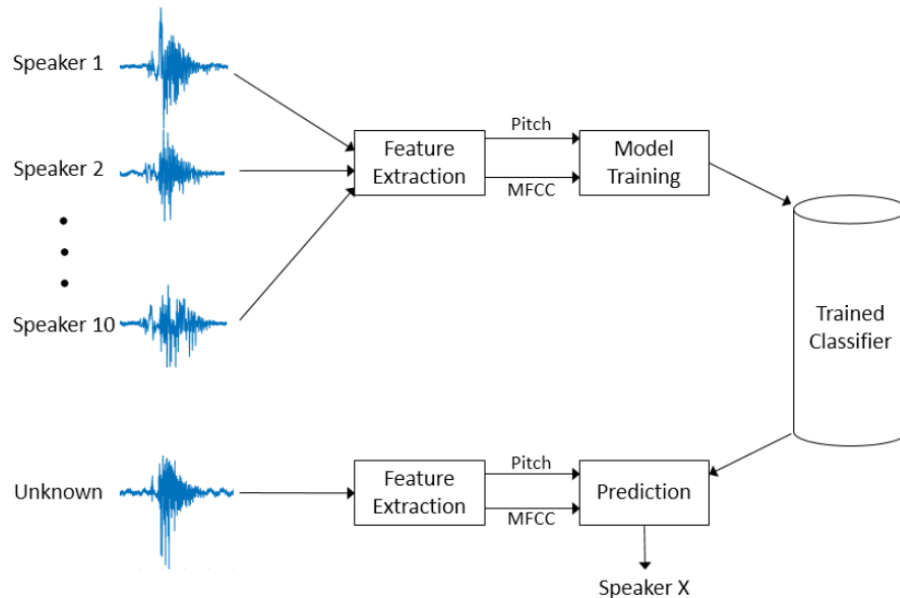 Speaker 1
Speaker 2
Speaker 10
Feature
Extraction
Pitch
MFCC
Model
Training
Trained
Classifier
Unknown
Feature
Extraction
Pitch
MFCC
Prediction
Speaker X